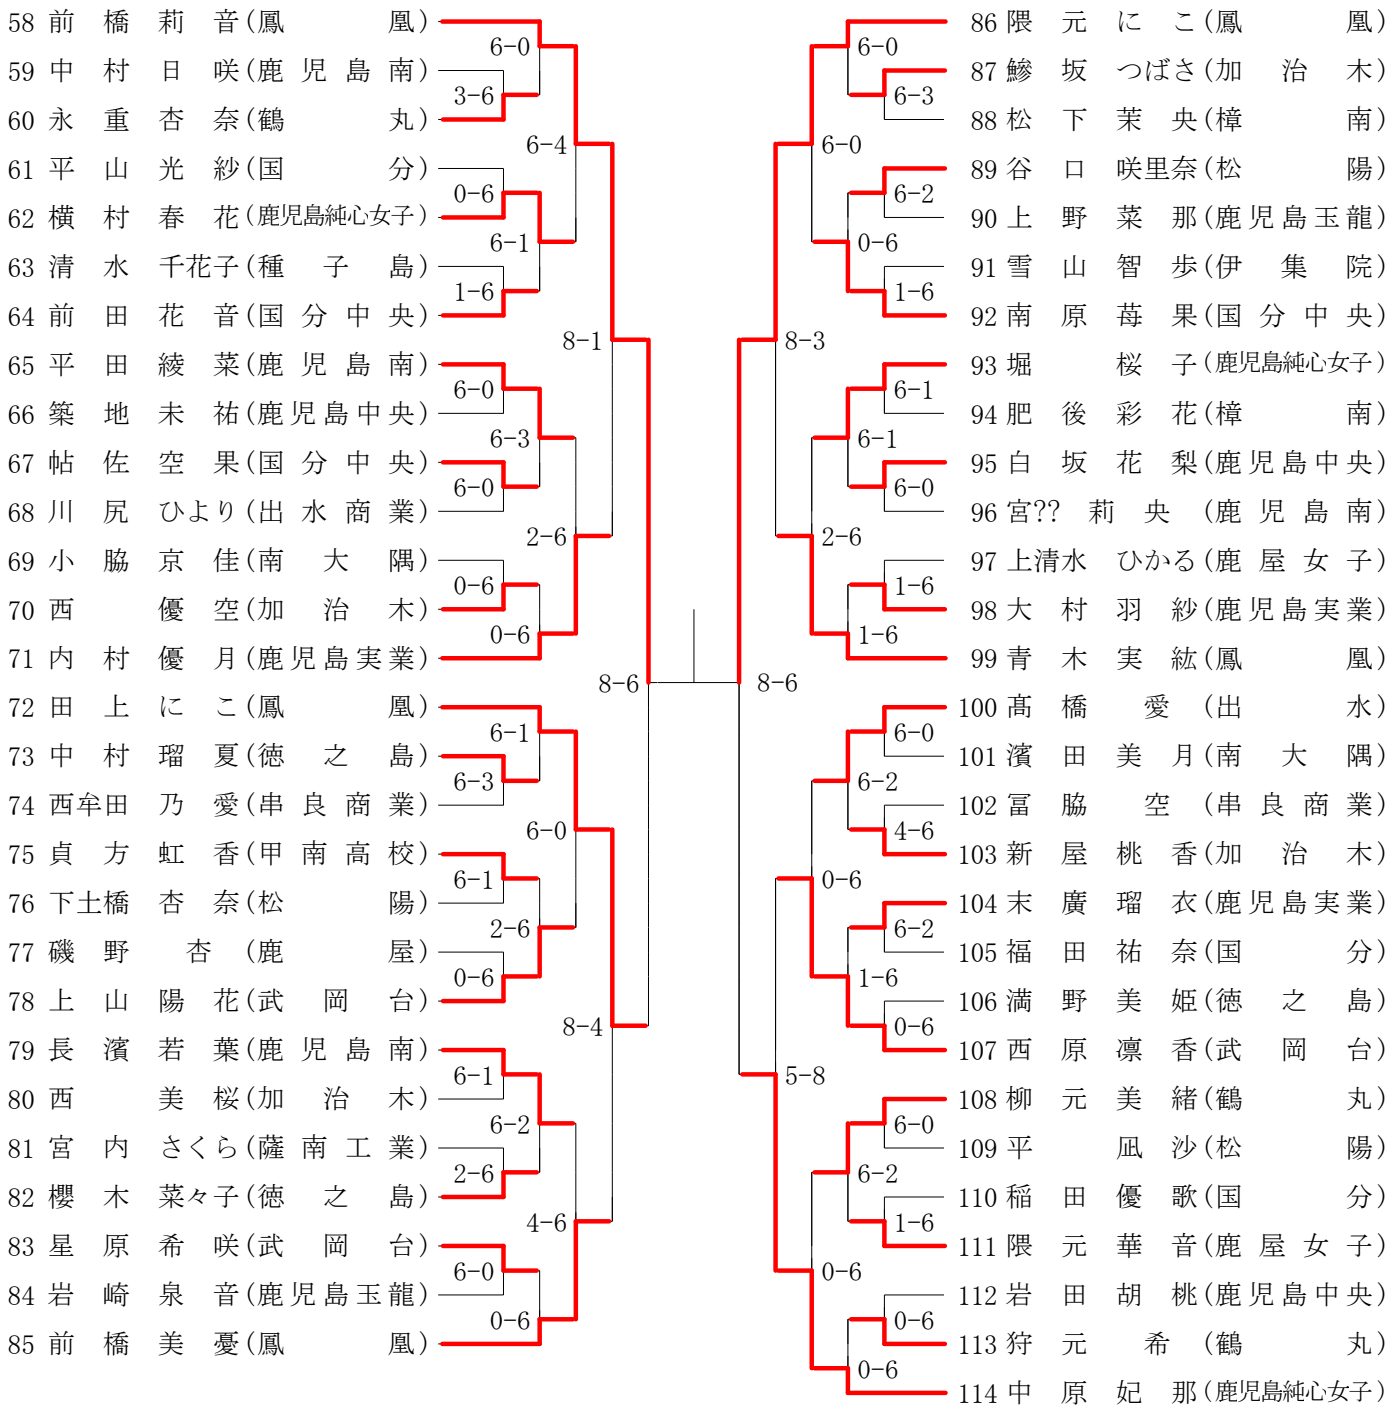 58 前橋莉音(鳳凰)
59 中村日咲(鹿児島南)
60 永重杏奈(鶴丸)
61 平山光紗(国分)
62 横村春花(鹿児島純心女子)
63 清水千花子(種子島)
64 前田花音(国分中央)
65 平田綾菜(鹿児島南)
66 築地未祐(鹿児島中央)
67 帖佐空果(国分中央)
68 川尻ひより(出水商業)
69 小脇京佳(南大隅)
70 西優空(加治木)
71 内村優月(鹿児島実業)
72 田上にこ(鳳凰)
73 中村瑠夏(徳之島)
74 西牟田乃愛(串良商業)
75 貞方虹香(甲南高校)
76 下土橋杏奈(松陽)
77 磯野杏(鹿屋)
78 上山陽花(武岡台)
79 長濱若葉(鹿児島南)
80 西美桜(加治木)
81 宮内さくら(薩南工業)
82 櫻木菜々子(徳之島)
83 星原希咲(武岡台)
84 岩崎泉音(鹿児島玉龍)
85 前橋美憂(鳳凰)
6-0
3-6
6-4
0-6
6-1
1-6
8-1
6-0
6-3
6-0
2-6
0-6
0-6
8-6
6-1
6-3
6-0
6-1
2-6
0-6
8-4
6-1
6-2
2-6
4-6
6-0
0-6
86 隈元にこ(鳳凰)
87 鰺坂つばさ(加治木)
88 松下茉央(樟南)
89 谷口咲里奈(松陽)
90 上野菜那(鹿児島玉龍)
91 雪山智歩(伊集院)
92 南原苺果(国分中央)
93 堀桜子(鹿児島純心女子)
94 肥後彩花(樟南)
95 白坂花梨(鹿児島中央)
96 宮??莉央(鹿児島南)
97 上清水ひかる(鹿屋女子)
98 大村羽紗(鹿児島実業)
99 青木実紘(鳳凰)
100 髙橋愛(出水)
101 濱田美月(南大隅)
102 冨脇空(串良商業)
103 新屋桃香(加治木)
104 末廣瑠衣(鹿児島実業)
105 福田祐奈(国分)
106 満野美姫(徳之島)
107 西原凛香(武岡台)
108 柳元美緒(鶴丸)
109 平凪沙(松陽)
110 稲田優歌(国分)
111 隈元華音(鹿屋女子)
112 岩田胡桃(鹿児島中央)
113 狩元希(鶴丸)
114 中原妃那(鹿児島純心女子)
6-0
6-3
6-0
6-2
0-6
1-6
8-3
6-1
6-1
6-0
2-6
1-6
1-6
8-6
6-0
6-2
4-6
0-6
6-2
1-6
0-6
5-8
6-0
6-2
1-6
0-6
0-6
0-6